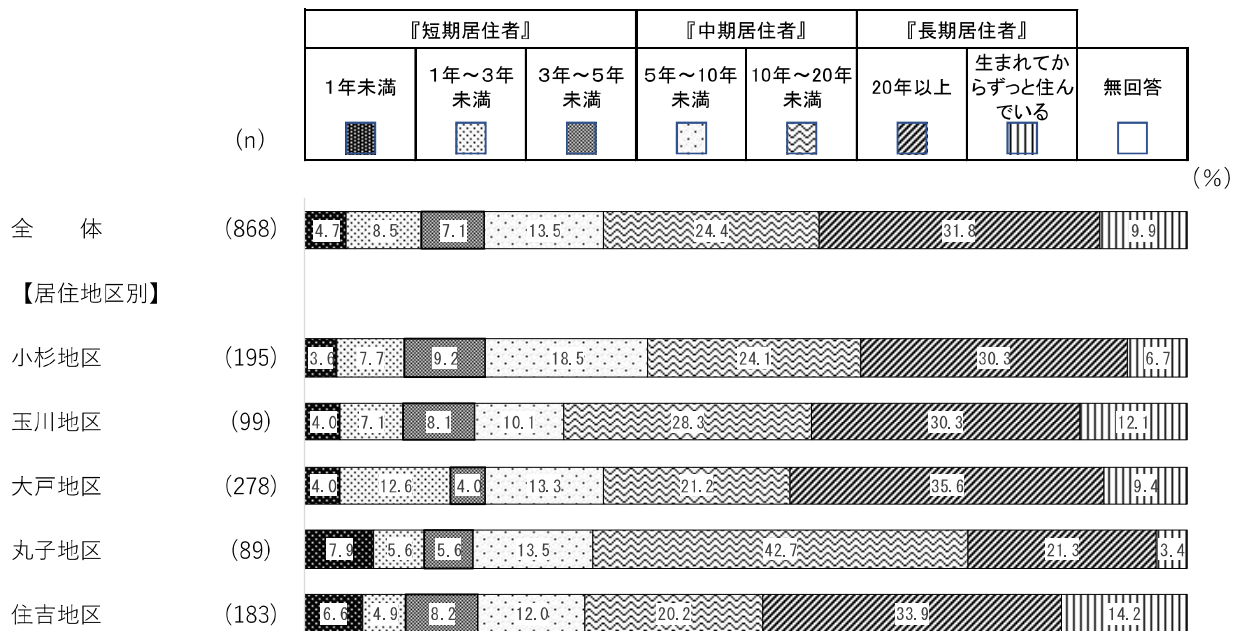 『短期居住者』 『中期居住者』 『長期居住者』
1年未満 1年～3年未満 3年～5年未満 5年～10年未満 10年～20年未満 20年以上 生まれてからずっと住んでいる 無回答
(n)
(%)
全　体 (868) 4.7 8.5 7.1 13.5 24.4 31.8 9.9
【居住地区別】
小杉地区 (195) 3.6 7.7 9.2 18.5 24.1 30.3 6.7
玉川地区 (99) 4.0 7.1 8.1 10.1 28.3 30.3 12.1
大戸地区 (278) 4.0 12.6 4.0 13.3 21.2 35.6 9.4
丸子地区 (89) 7.9 5.6 5.6 13.5 42.7 21.3 3.4
住吉地区 (183) 6.6 4.9 8.2 12.0 20.2 33.9 14.2